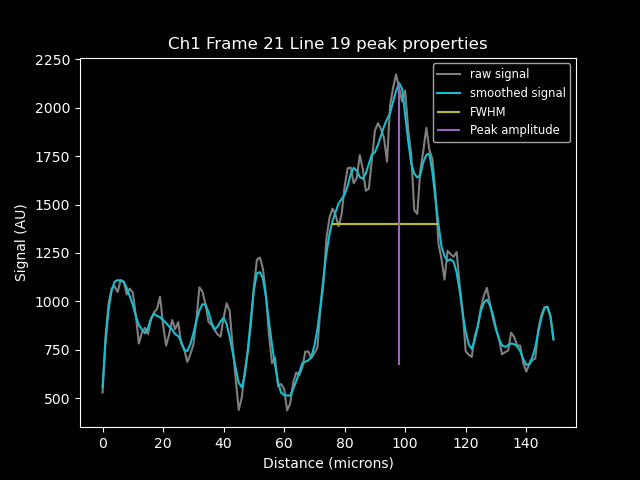 Ch1 Frame 21 Line 19 peak properties
raw signal
smoothed signal
FWHM
Peak amplitude
Signal (AU)
2250
2000
1750
1500
1250
1000
750
500
0 20 40 60 80 100 120 140
Distance (microns)